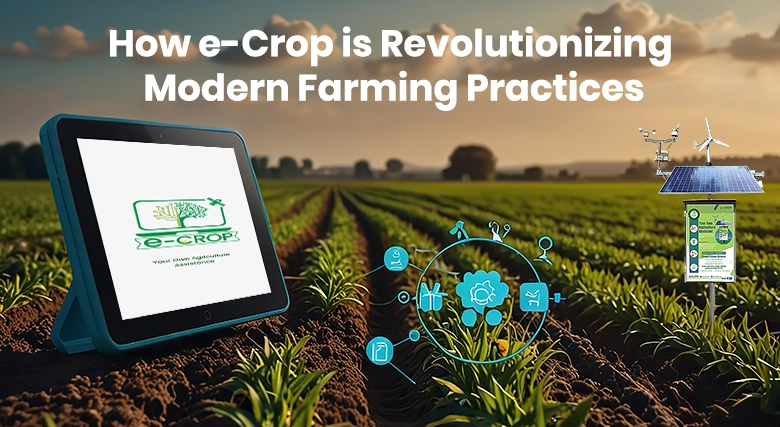 How e-Crop is Revolutionizing
Modern Farming Practices
e-CROP
Your Own Agriculture
Assistance